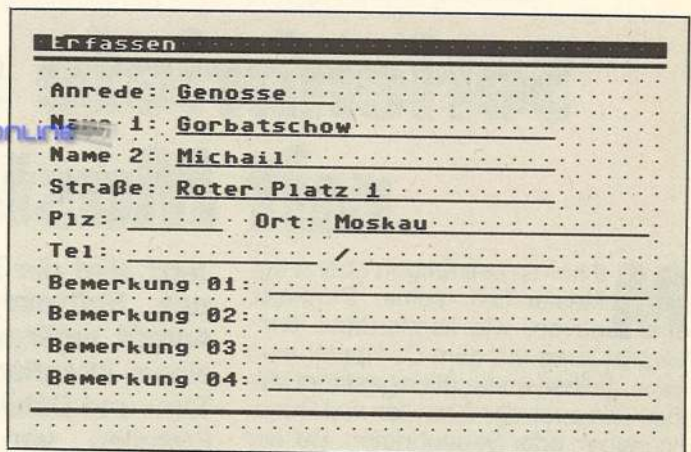 Erfassen
Anrede: Genosse
Name 1: Gorbatschow
Name 2: Michail
Straße: Roter Platz 1
Plz: Ort: Moskau
Tel: /
Bemerkung 01:
Bemerkung 02:
Bemerkung 03:
Bemerkung 04: